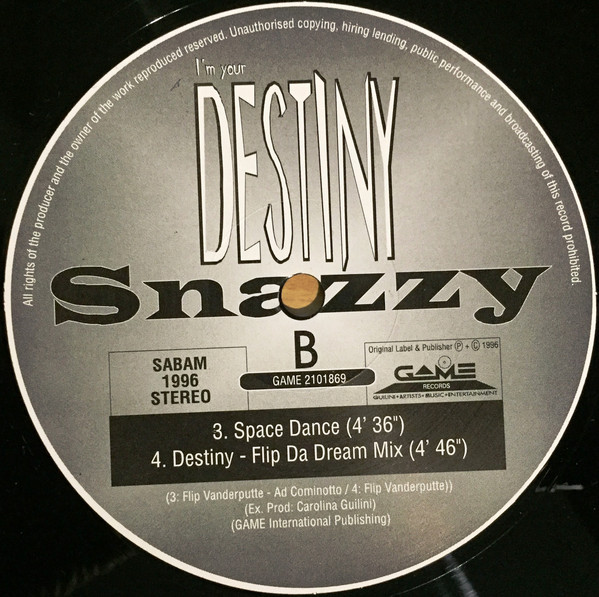 All rights of the producer and the owner of the work reproduced reserved. Unauthorised copying, hiring lending, public performance and broadcasting of this record prohibited.
I'm your
DESTINY
Snazzy
B
SABAM
1996
STEREO
GAME 2101869
Original Label & Publisher Ⓟ + © 1996
GAME
RECORDS
GUILINI•ARTISTS•MUSIC•ENTERTAINMENT
3. Space Dance (4' 36")
4. Destiny - Flip Da Dream Mix (4' 46")
(3: Flip Vanderputte - Ad Cominotto / 4: Flip Vanderputte))
(Ex. Prod: Carolina Guilini)
(GAME International Publishing)